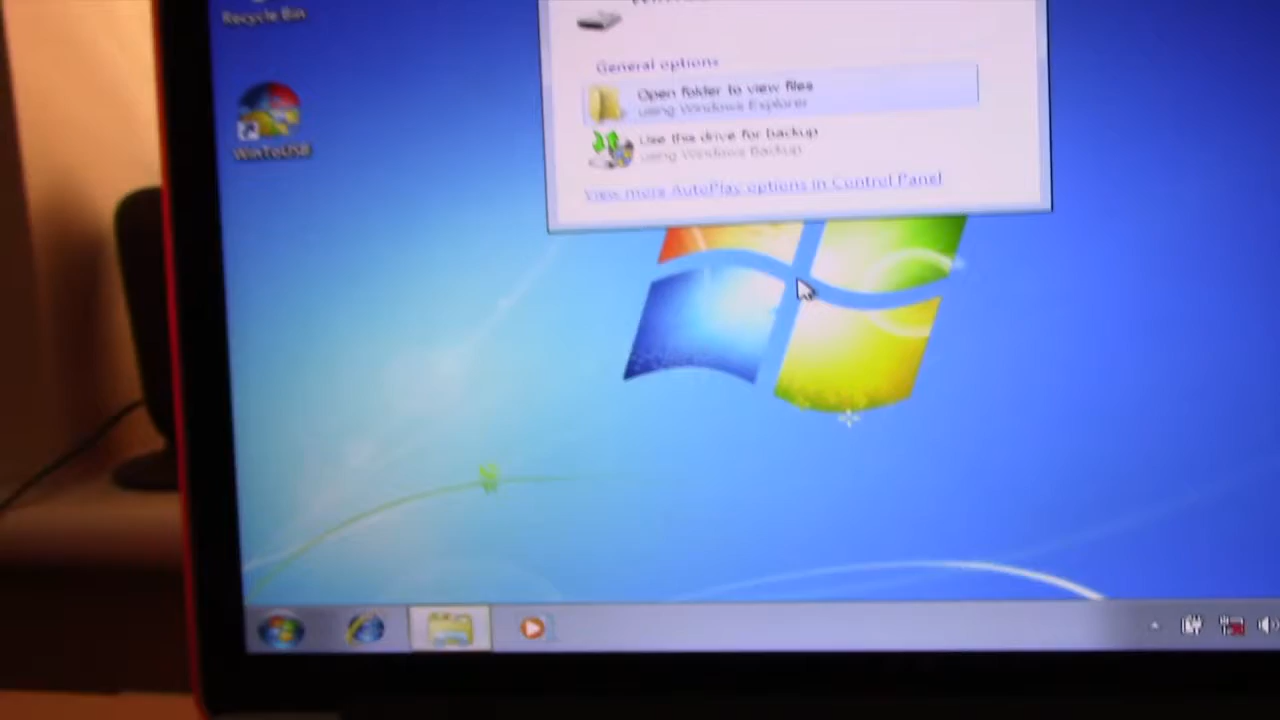 Recycle Bin
WinToUSB
General options
Open folder to view files
using Windows Explorer
Use this drive for backup
using Windows Backup
View more AutoPlay options in Control Panel